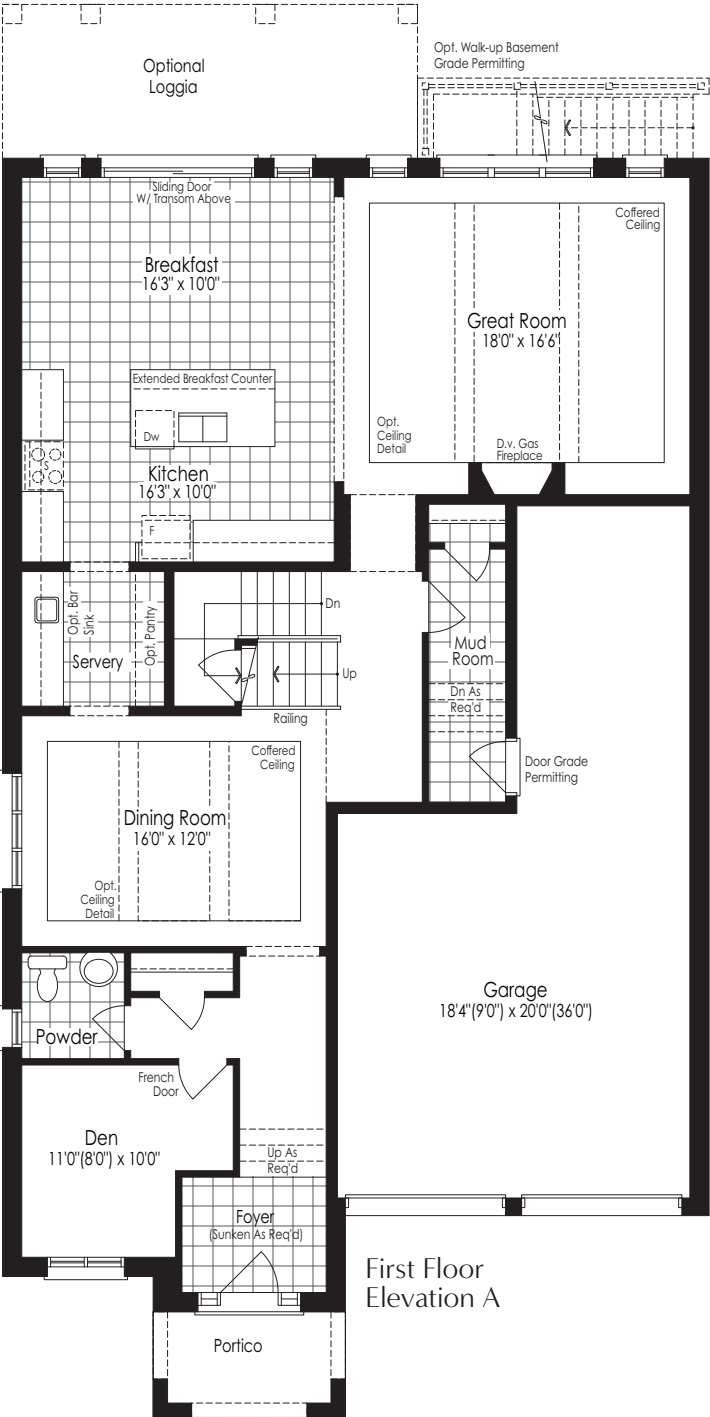 Optional
Loggia
Opt. Walk-up Basement
Grade Permitting
Sliding Door
W/ Transom Above
Coffered
Ceiling
Breakfast
16'3" x 10'0"
Great Room
18'0" x 16'6"
Extended Breakfast Counter
Dw
Opt.
Ceiling
Detail
D.v. Gas
Fireplace
S
Kitchen
16'3" x 10'0"
F
Opt. Bar
Sink
Opt. Pantry
Servery
Dn
Up
Railing
Mud
Room
Dn As
Req'd
Door Grade
Permitting
Coffered
Ceiling
Dining Room
16'0" x 12'0"
Opt.
Ceiling
Detail
Garage
18'4"(9'0") x 20'0"(36'0")
Powder
French
Door
Den
11'0"(8'0") x 10'0"
Up As
Req'd
Foyer
(Sunken As Req'd)
First Floor
Elevation A
Portico